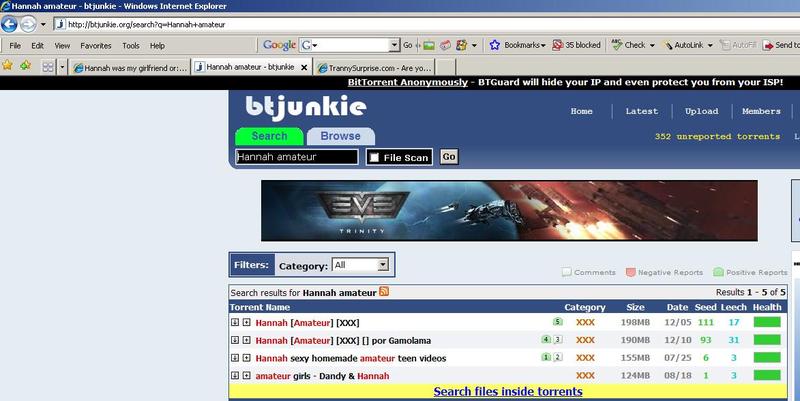 Hannah amateur - btjunkie - Windows Internet Explorer
http://btjunkie.org/search?q=Hannah+amateur
File Edit View Favorites Tools Help Google G Go Bookmarks 35 blocked Check AutoLink AutoFill Send to
Hannah was my girlfriend or:... Hannah amateur - btjunkie TrannySurprise.com - Are yo...
BitTorrent Anonymously - BTGuard will hide your IP and even protect you from your ISP!
btjunkie
Home Latest Upload Members
Search Browse
352 unreported torrents L
Hannah amateur File Scan Go
EVE
TRINITY
Filters: Category: All
Comments Negative Reports Positive Reports
Search results for Hannah amateur Results 1 - 5 of 5
Torrent Name Category Size Date Seed Leech Health
Hannah [Amateur] [XXX] 5 XXX 198MB 12/05 111 17
Hannah [Amateur] [XXX] [] por Gamolama 4 3 XXX 190MB 12/10 93 31
Hannah sexy homemade amateur teen videos 1 2 XXX 155MB 07/25 6 3
amateur girls - Dandy & Hannah XXX 124MB 08/18 1 3
Search files inside torrents